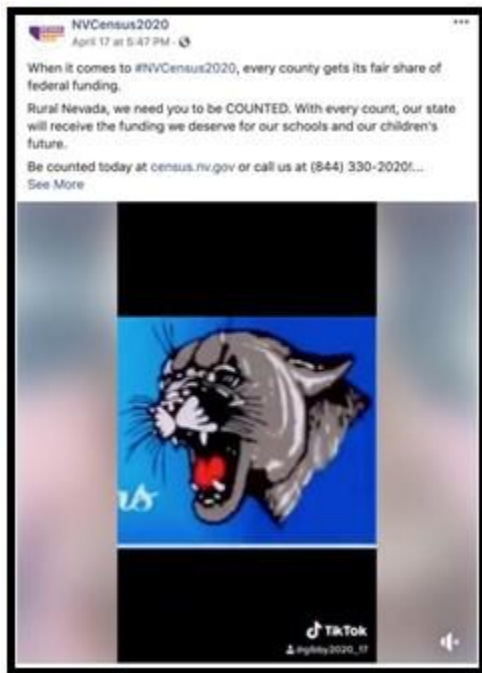 NVCensus2020
April 17 at 5:47 PM ·
When it comes to #NVCensus2020, every county gets its fair share of
federal funding.
Rural Nevada, we need you to be COUNTED. With every count, our state
will receive the funding we deserve for our schools and our children's
future.
Be counted today at census.nv.gov or call us at (844) 330-2020!...
See More
ns
TikTok